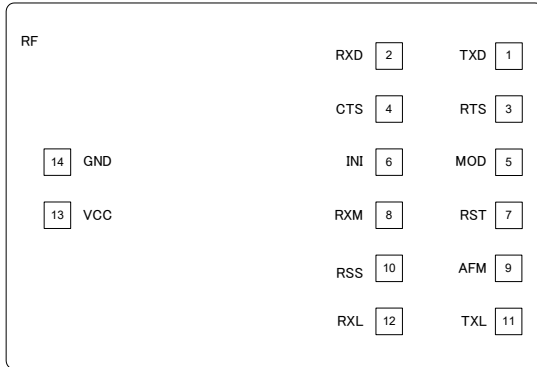 RF
RXD 2 TXD 1
CTS 4 RTS 3
14 GND INI 6 MOD 5
13 VCC RXM 8 RST 7
RSS 10 AFM 9
RXL 12 TXL 11